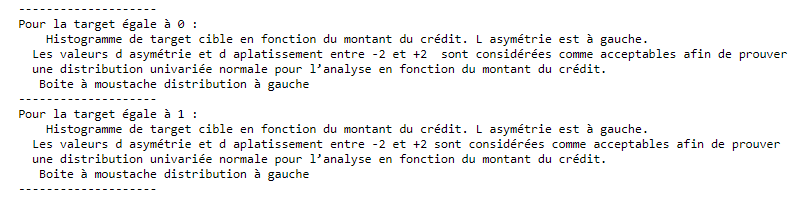 --------------------
Pour la target égale à 0 :
Histogramme de target cible en fonction du montant du crédit. L asymétrie est à gauche.
Les valeurs d asymétrie et d aplatissement entre -2 et +2  sont considérées comme acceptables afin de prouver
une distribution univariée normale pour l’analyse en fonction du montant du crédit.
Boite à moustache distribution à gauche
--------------------
Pour la target égale à 1 :
Histogramme de target cible en fonction du montant du crédit. L asymétrie est à gauche.
Les valeurs d asymétrie et d aplatissement entre -2 et +2 sont considérées comme acceptables afin de prouver
une distribution univariée normale pour l’analyse en fonction du montant du crédit.
Boite à moustache distribution à gauche
--------------------